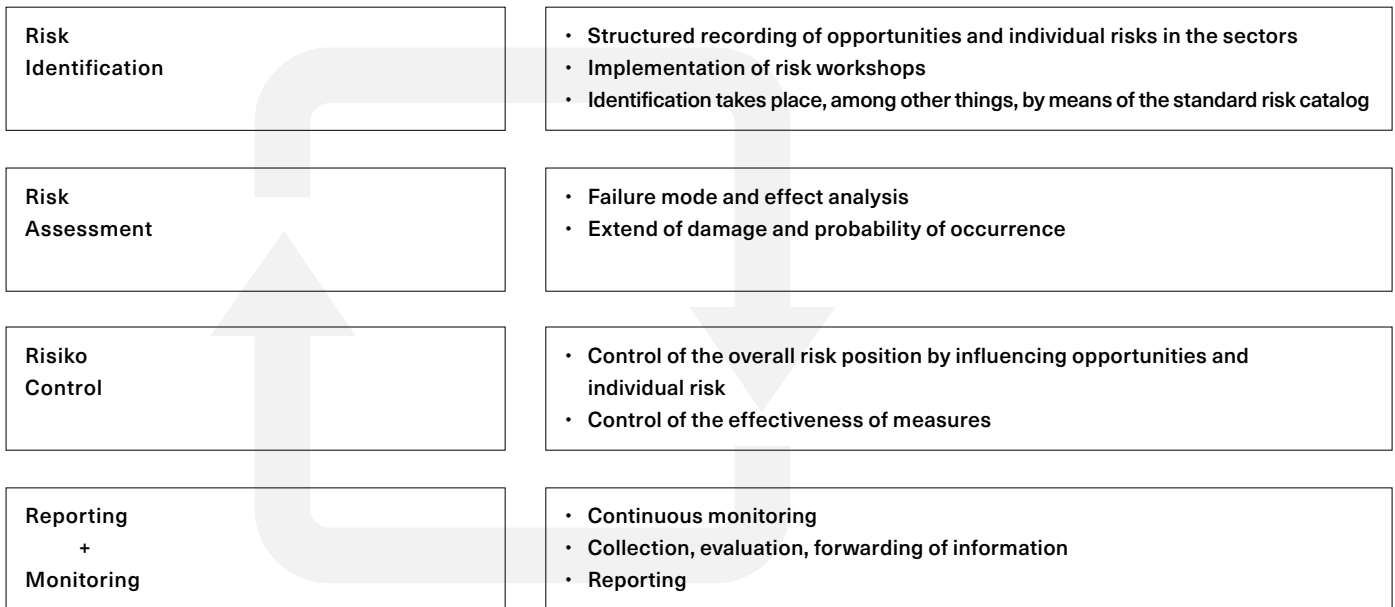 Risk
Identification
• Structured recording of opportunities and individual risks in the sectors
• Implementation of risk workshops
• Identification takes place, among other things, by means of the standard risk catalog
Risk
Assessment
• Failure mode and effect analysis
• Extend of damage and probability of occurrence
Risiko
Control
• Control of the overall risk position by influencing opportunities and
individual risk
• Control of the effectiveness of measures
Reporting
+
Monitoring
• Continuous monitoring
• Collection, evaluation, forwarding of information
• Reporting